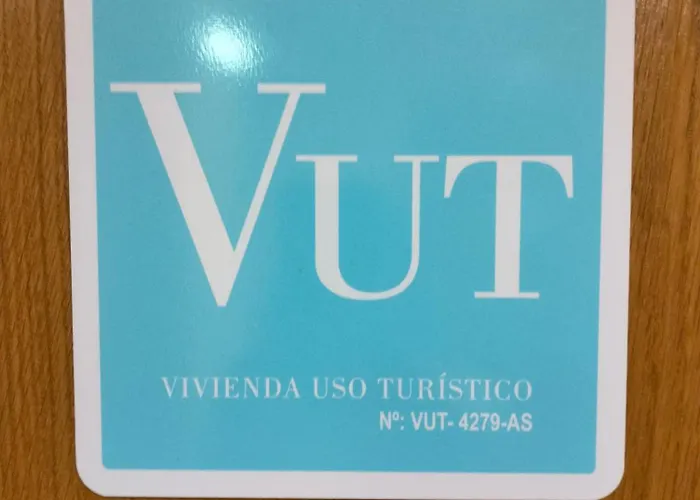 VUT
VIVIENDA USO TURÍSTICO
Nº: VUT- 4279-AS